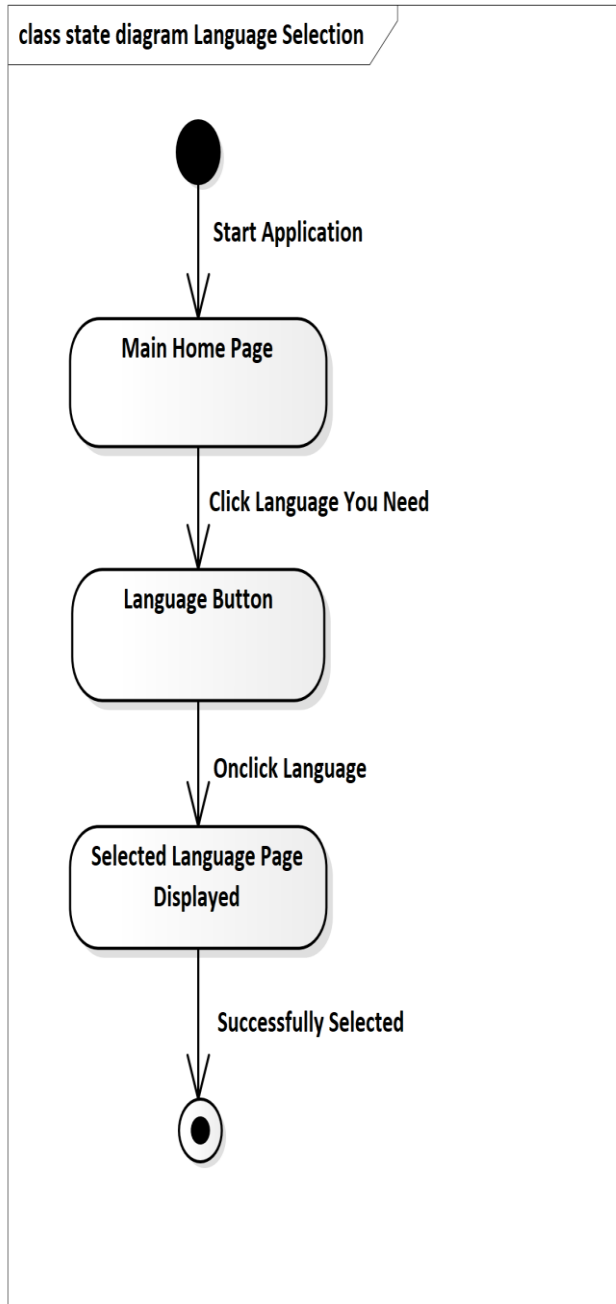 class state diagram Language Selection
Start Application
Main Home Page
Click Language You Need
Language Button
Onclick Language
Selected Language Page
Displayed
Successfully Selected